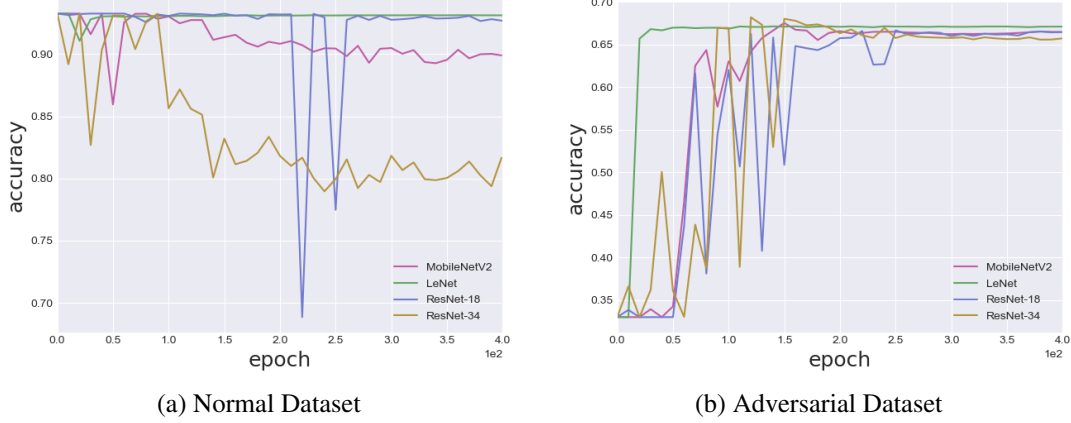 accuracy
0.90
0.85
0.80
0.75
0.70
MobileNetV2
LeNet
ResNet-18
ResNet-34
0.0 0.5 1.0 1.5 2.0 2.5 3.0 3.5 4.0
1e2
epoch
(a) Normal Dataset
accuracy
0.70
0.65
0.60
0.55
0.50
0.45
0.40
0.35
MobileNetV2
LeNet
ResNet-18
ResNet-34
0.0 0.5 1.0 1.5 2.0 2.5 3.0 3.5 4.0
1e2
epoch
(b) Adversarial Dataset